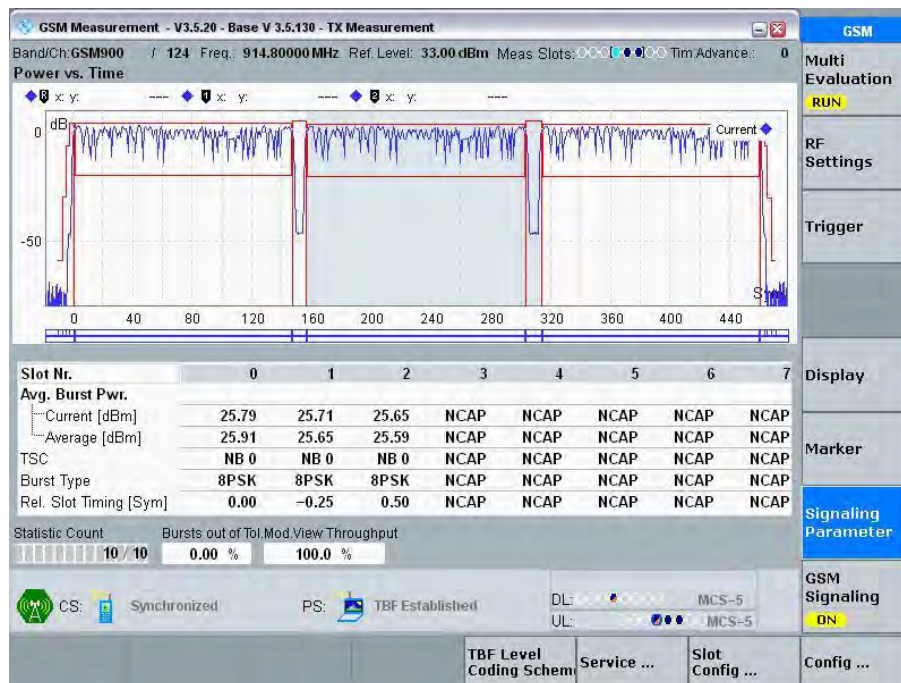 GSM Measurement - V3.5.20 - Base V 3.5.130 - TX Measurement
GSM
Band/Ch:GSM900 / 124 Freq.: 914.80000 MHz Ref. Level: 33.00 dBm Meas Slots: Tim.Advance.: 0
Power vs. Time
Multi Evaluation
RUN
R x: y: --- 1 x: y: --- 2 x: y: ---
dB
Current
0
-50
0 40 80 120 160 200 240 280 320 360 400 440
RF Settings
Trigger
Slot Nr. 0 1 2 3 4 5 6 7
Avg. Burst Pwr.
Current [dBm] 25.79 25.71 25.65 NCAP NCAP NCAP NCAP NCAP
Average [dBm] 25.91 25.65 25.59 NCAP NCAP NCAP NCAP NCAP
TSC NB 0 NB 0 NB 0 NCAP NCAP NCAP NCAP NCAP
Burst Type 8PSK 8PSK 8PSK NCAP NCAP NCAP NCAP NCAP
Rel. Slot Timing [Sym] 0.00 -0.25 0.50 NCAP NCAP NCAP NCAP NCAP
Display
Marker
Signaling Parameter
Statistic Count Bursts out of Tol.Mod.View Throughput
10 / 10 0.00 % 100.0 %
CS: Synchronized PS: TBF Established DL: MCS-5
UL: MCS-5
GSM Signaling
ON
TBF Level
Coding Schem
Service ...
Slot
Config ...
Config ...